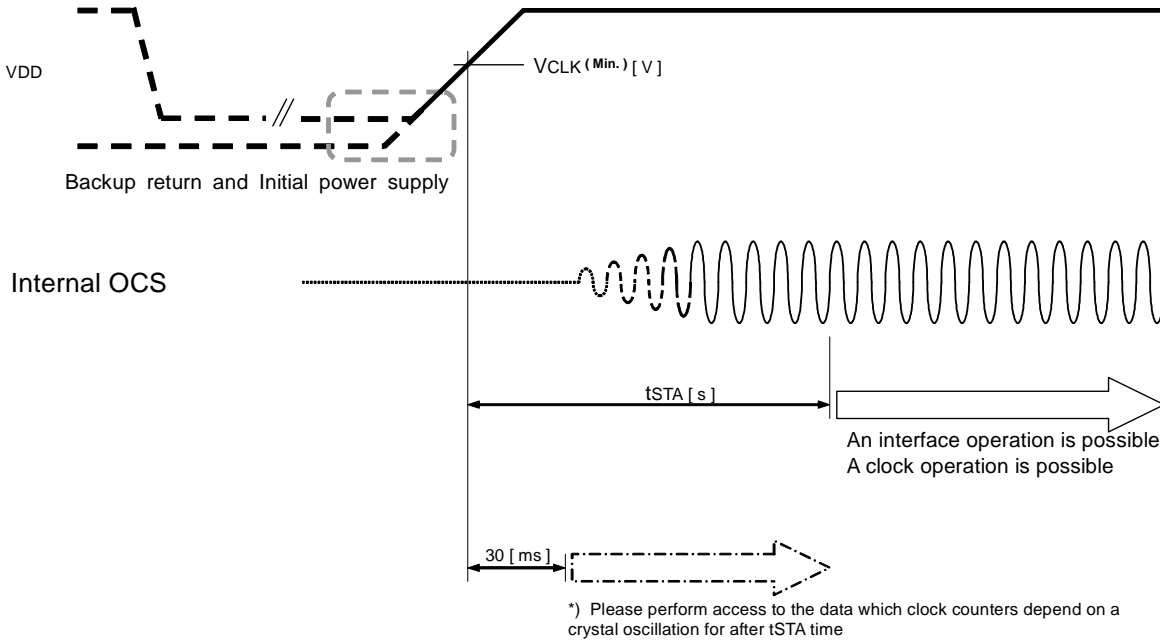 VDD
VCLK (Min.) [ V ]
Backup return and Initial power supply
Internal OCS
tSTA [ s ]
An interface operation is possible
A clock operation is possible
30 [ ms ]
*) Please perform access to the data which clock counters depend on a
crystal oscillation for after tSTA time